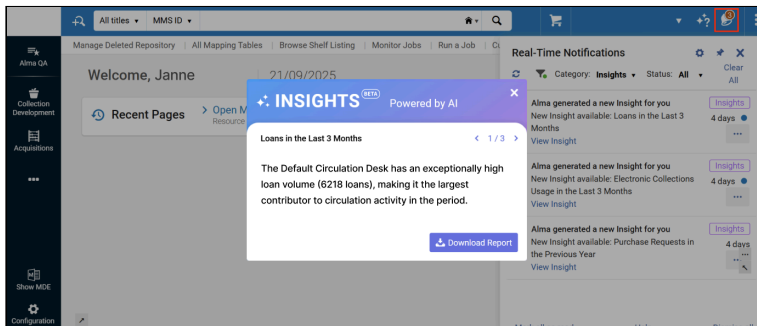 All titles ▾ MMS ID ▾
3
Manage Deleted Repository | All Mapping Tables | Browse Shelf Listing | Monitor Jobs | Run a Job |
Alma QA
Collection
Development
Acquisitions
Show MDE
Configuration
Welcome, Janne
21/09/2025
Recent Pages
Open M
Resource
INSIGHTS BETA Powered by AI
Loans in the Last 3 Months
< 1 / 3 >
The Default Circulation Desk has an exceptionally high
loan volume (6218 loans), making it the largest
contributor to circulation activity in the period.
Download Report
Real-Time Notifications
Category: Insights ▾ Status: All ▾
Clear
All
Alma generated a new Insight for you
Insights
New Insight available: Loans in the Last 3
Months
4 days
View Insight
Alma generated a new Insight for you
Insights
New Insight available: Electronic Collections
Usage in the Last 3 Months
4 days
View Insight
Alma generated a new Insight for you
Insights
New Insight available: Purchase Requests in
the Previous Year
4 days
View Insight